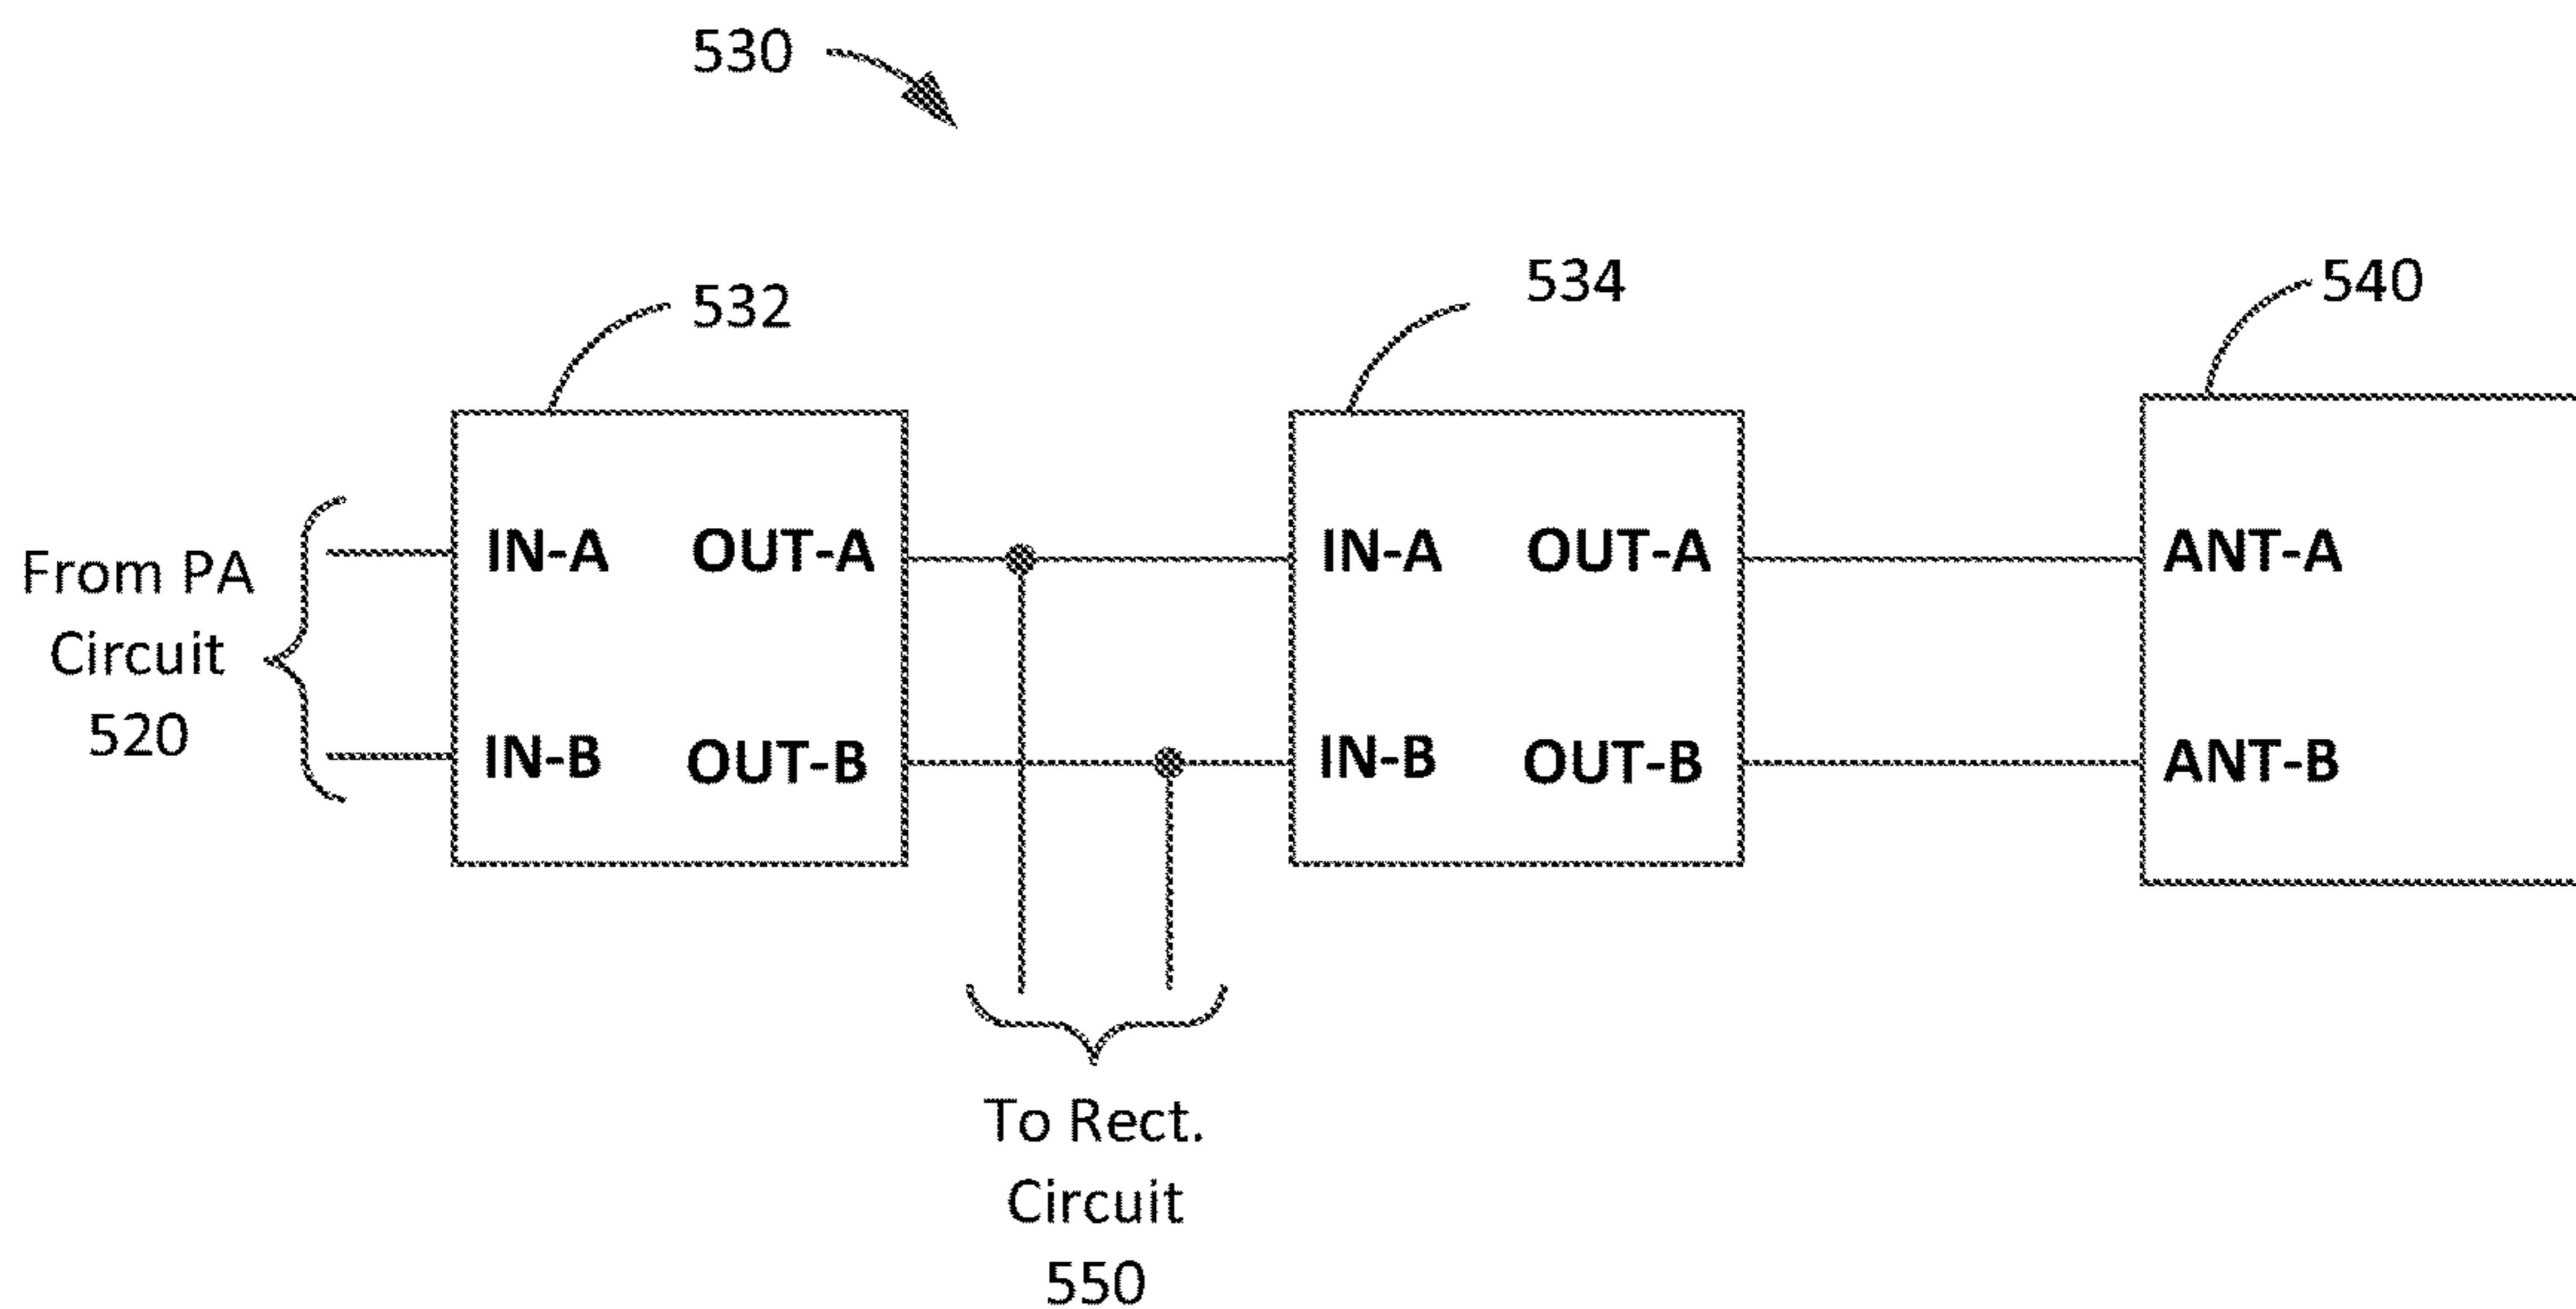 530
532
534
540
From PA
Circuit
520
IN-A OUT-A
IN-B OUT-B
IN-A OUT-A
IN-B OUT-B
ANT-A
ANT-B
To Rect.
Circuit
550